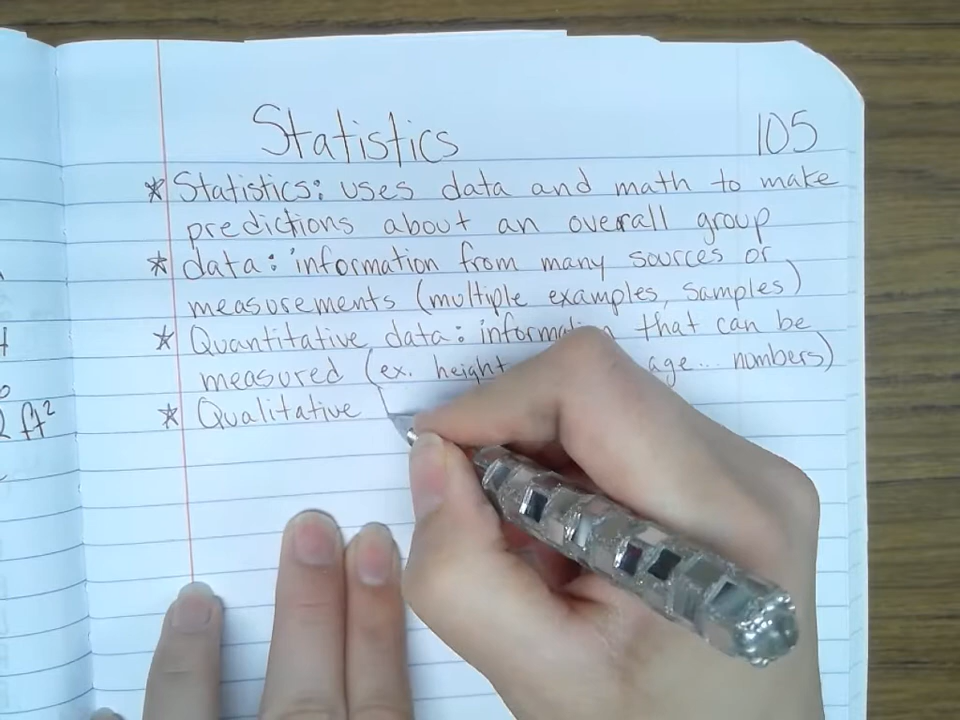 Statistics 105
* Statistics: uses data and math to make
predictions about an overall group
* data: information from many sources or
measurements (multiple examples, samples)
* Quantitative data: information that can be
measured (ex. height age... numbers)
* Qualitative
ft²